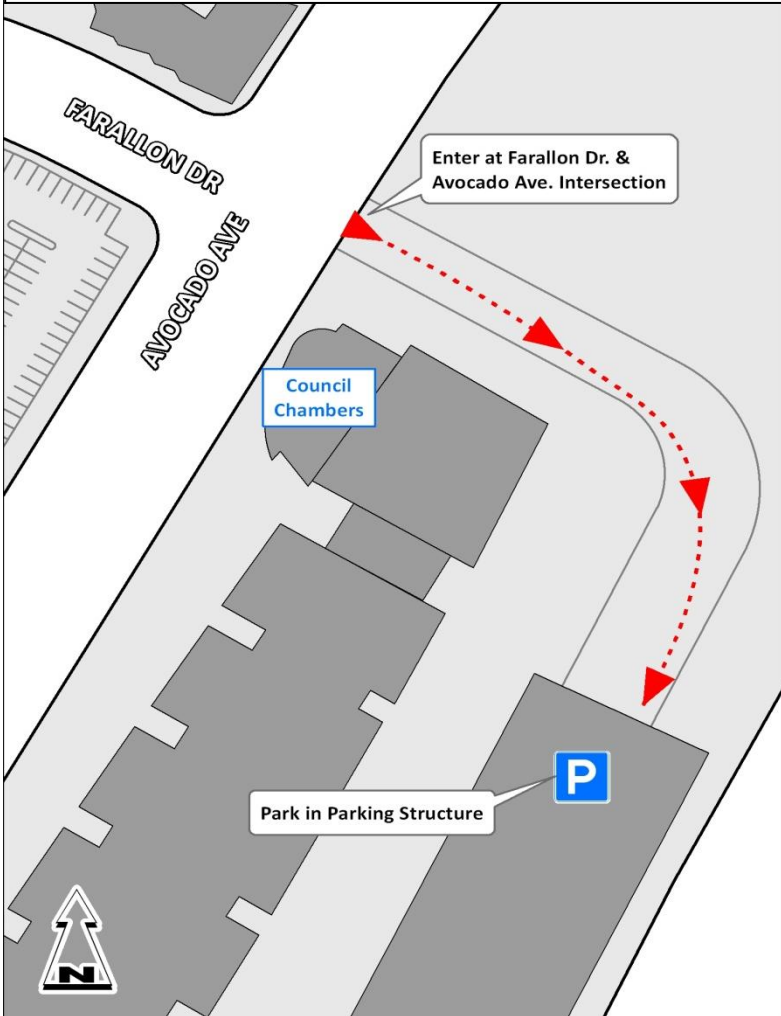 FARALLON DR
Enter at Farallon Dr. &
Avocado Ave. Intersection
AVOCADO AVE
Council
Chambers
P
Park in Parking Structure
N